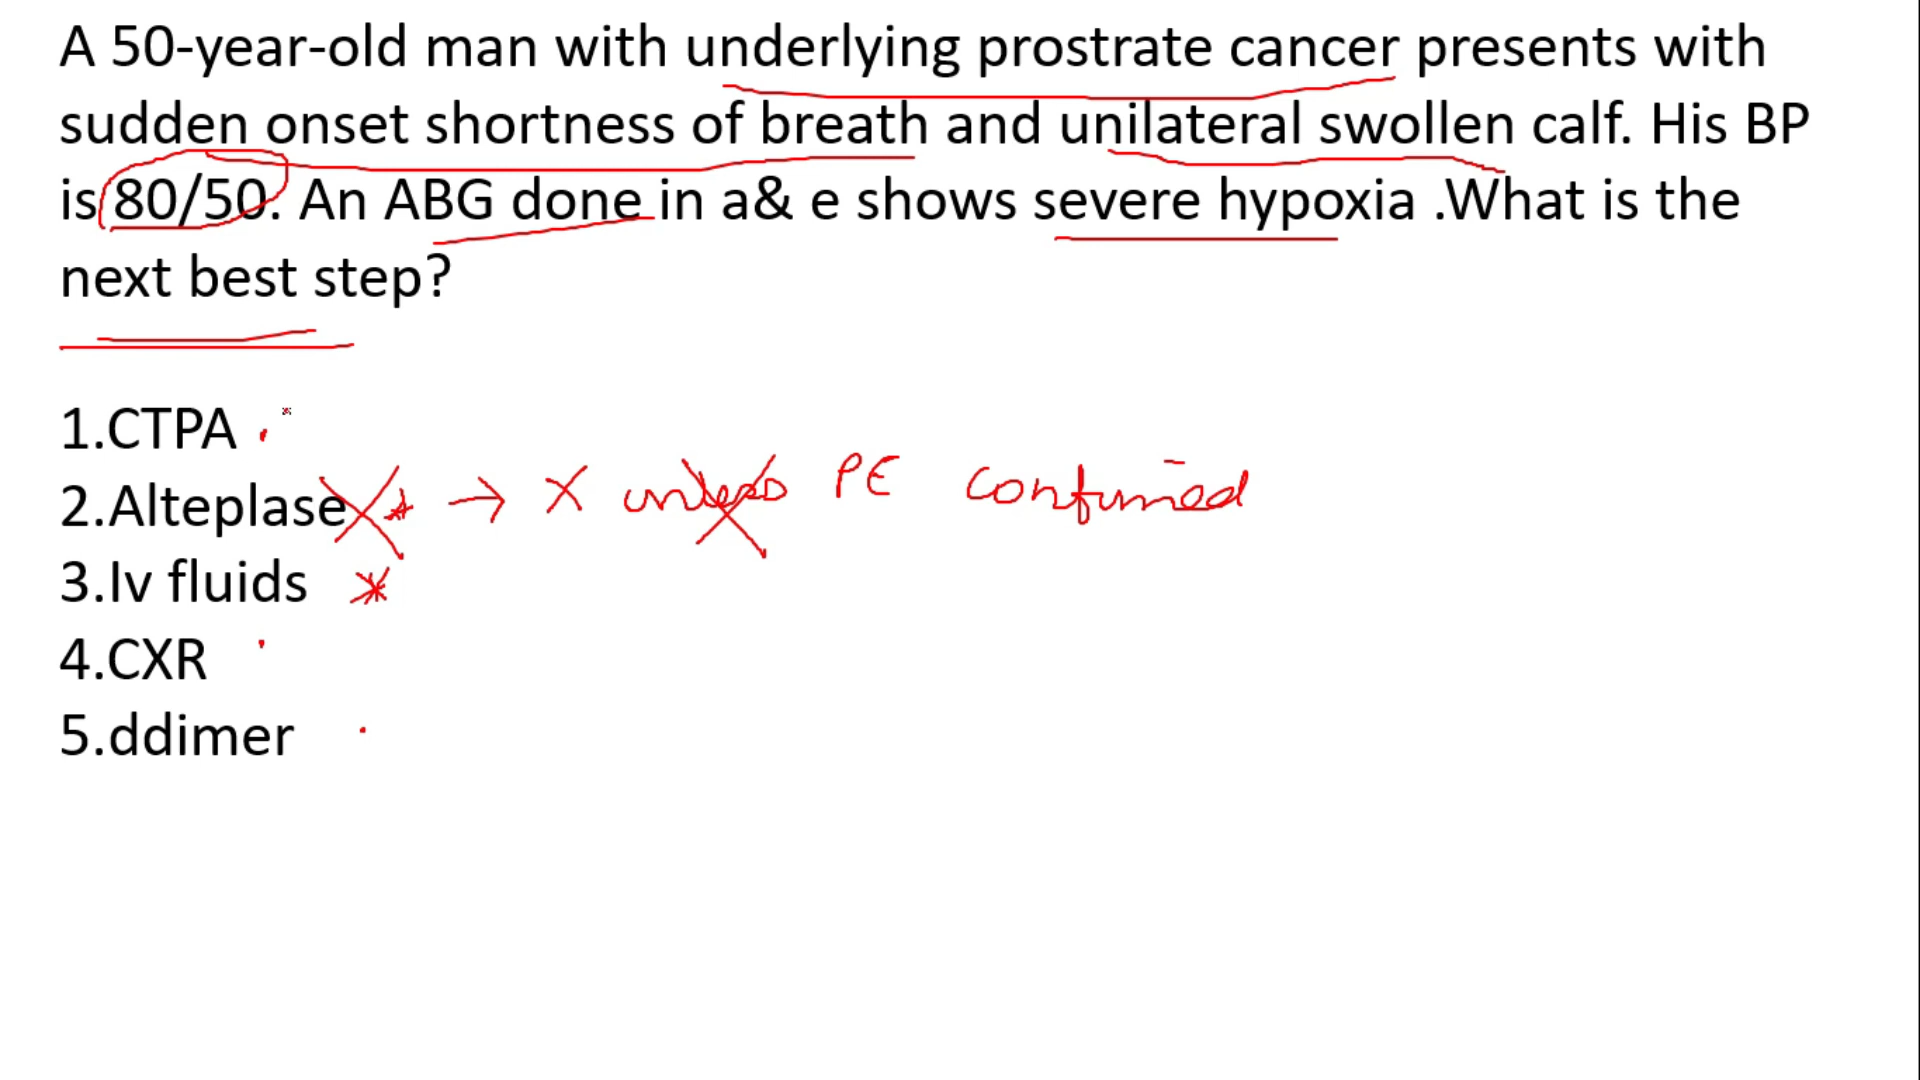 A 50-year-old man with underlying prostrate cancer presents with
sudden onset shortness of breath and unilateral swollen calf. His BP
is 80/50. An ABG done in a& e shows severe hypoxia .What is the
next best step?
1.CTPA
2.Alteplase → X unless PE confirmed
3.Iv fluids
4.CXR
5.ddimer